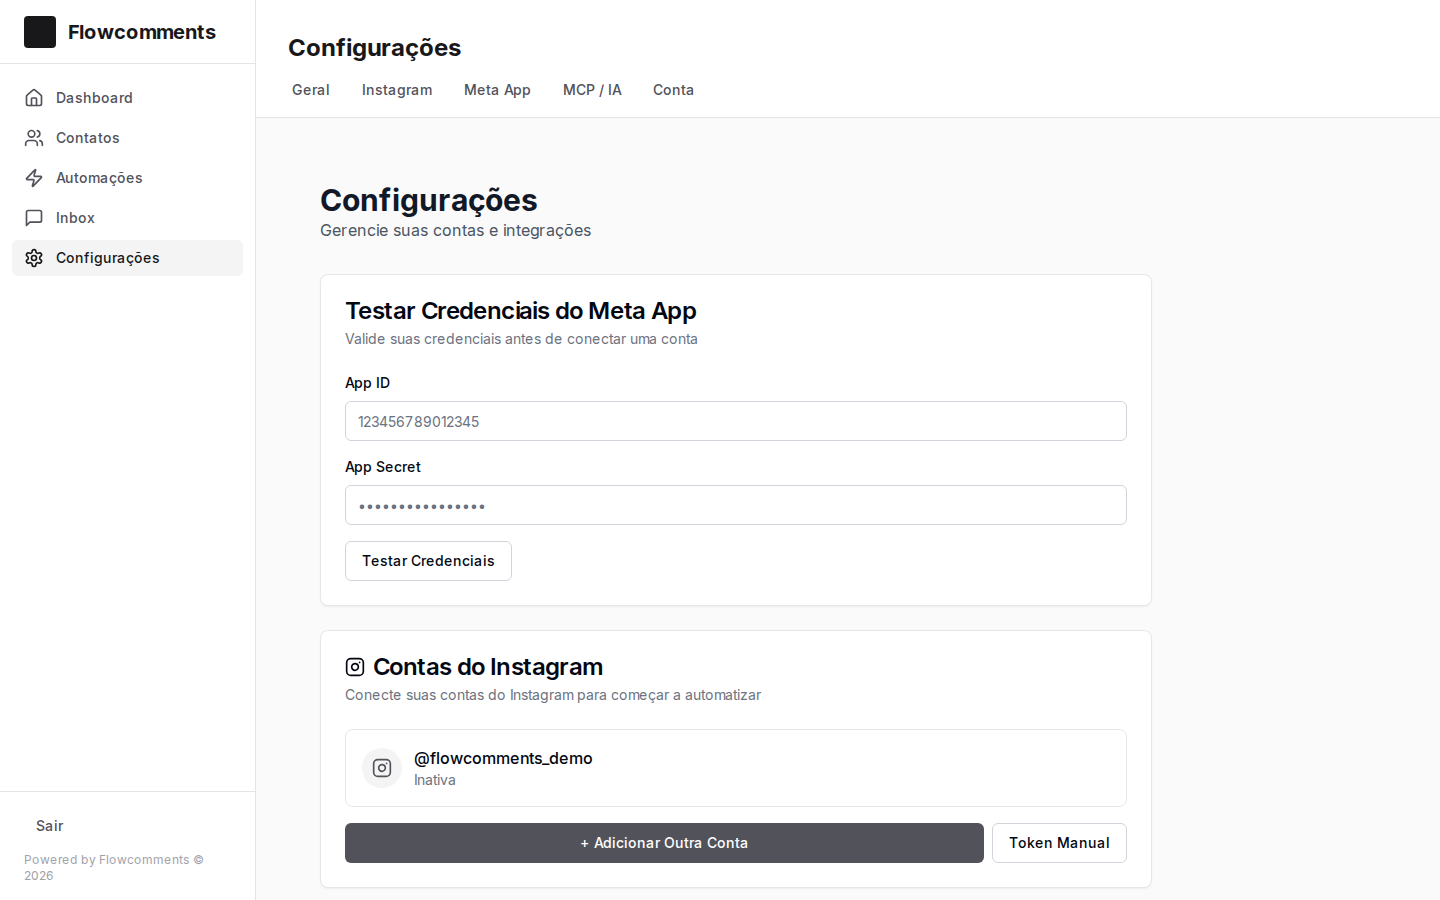 Flowcomments
Dashboard
Contatos
Automações
Inbox
Configurações
Sair
Powered by Flowcomments ©
2026
Configurações
Geral Instagram Meta App MCP / IA Conta
Configurações
Gerencie suas contas e integrações
Testar Credenciais do Meta App
Valide suas credenciais antes de conectar uma conta
App ID
123456789012345
App Secret
••••••••••••••••
Testar Credenciais
Contas do Instagram
Conecte suas contas do Instagram para começar a automatizar
@flowcomments_demo
Inativa
+ Adicionar Outra Conta
Token Manual